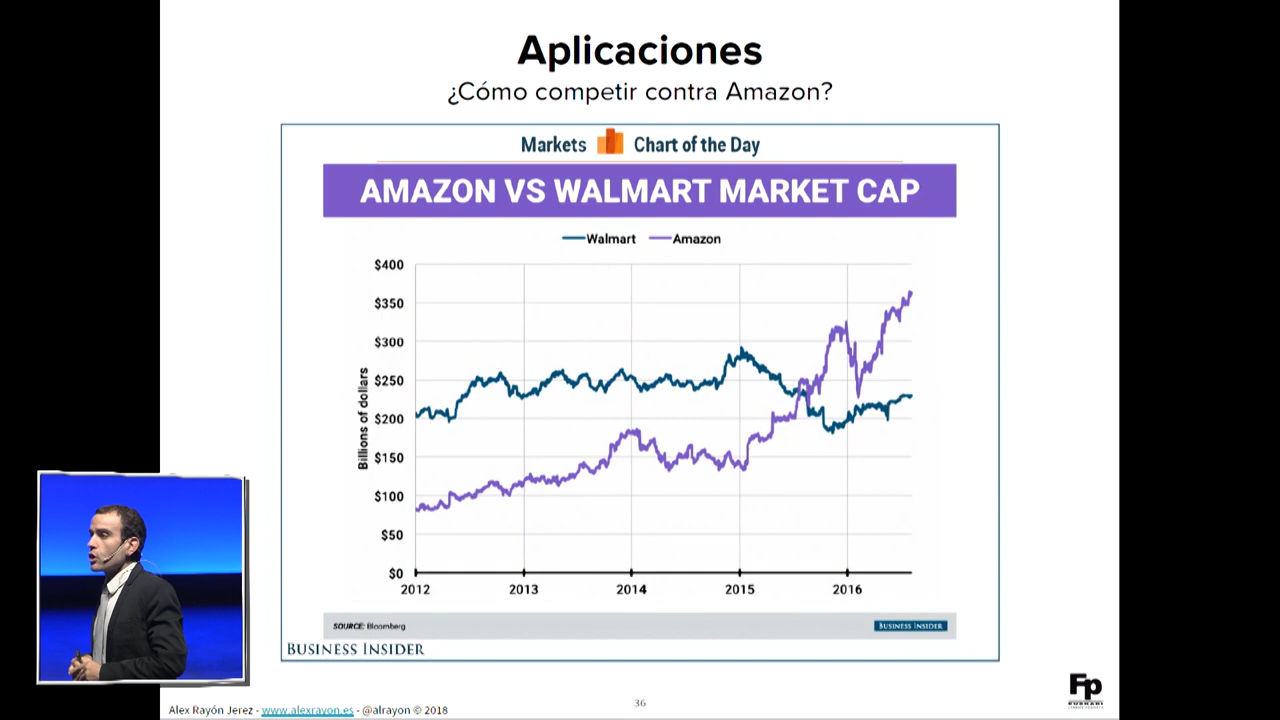 Aplicaciones
¿Cómo competir contra Amazon?
Markets Chart of the Day
AMAZON VS WALMART MARKET CAP
Walmart Amazon
$400
$350
$300
$250
$200
$150
$100
$50
$0
Billions of dollars
2012 2013 2014 2015 2016
SOURCE: Bloomberg
BUSINESS INSIDER
BUSINESS INSIDER
Alex Rayón Jerez - www.alexrayon.es - @alrayon © 2018
36
Fp
EUSKADI